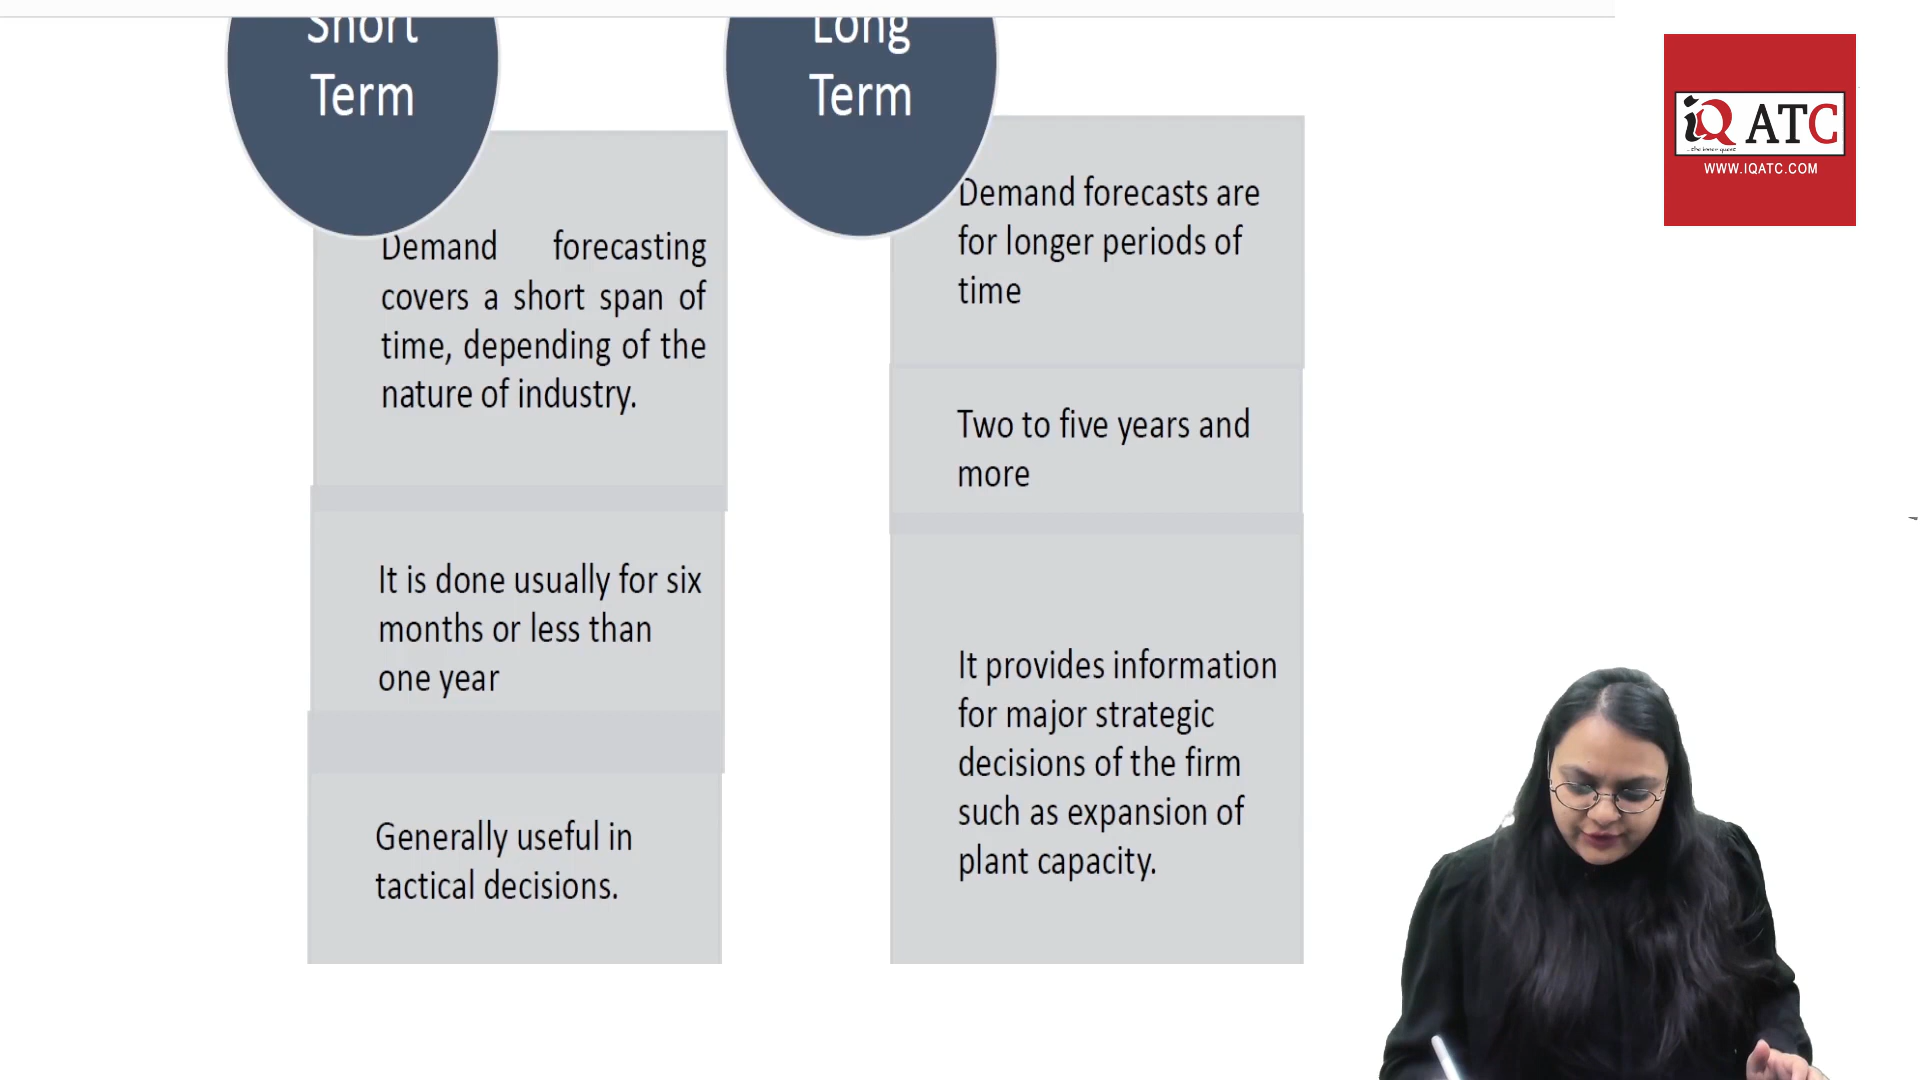 Short
Term
Demand forecasting
covers a short span of
time, depending of the
nature of industry.
It is done usually for six
months or less than
one year
Generally useful in
tactical decisions.
Long
Term
Demand forecasts are
for longer periods of
time
Two to five years and
more
It provides information
for major strategic
decisions of the firm
such as expansion of
plant capacity.
iQ ATC
...the inner quest
WWW.IQATC.COM